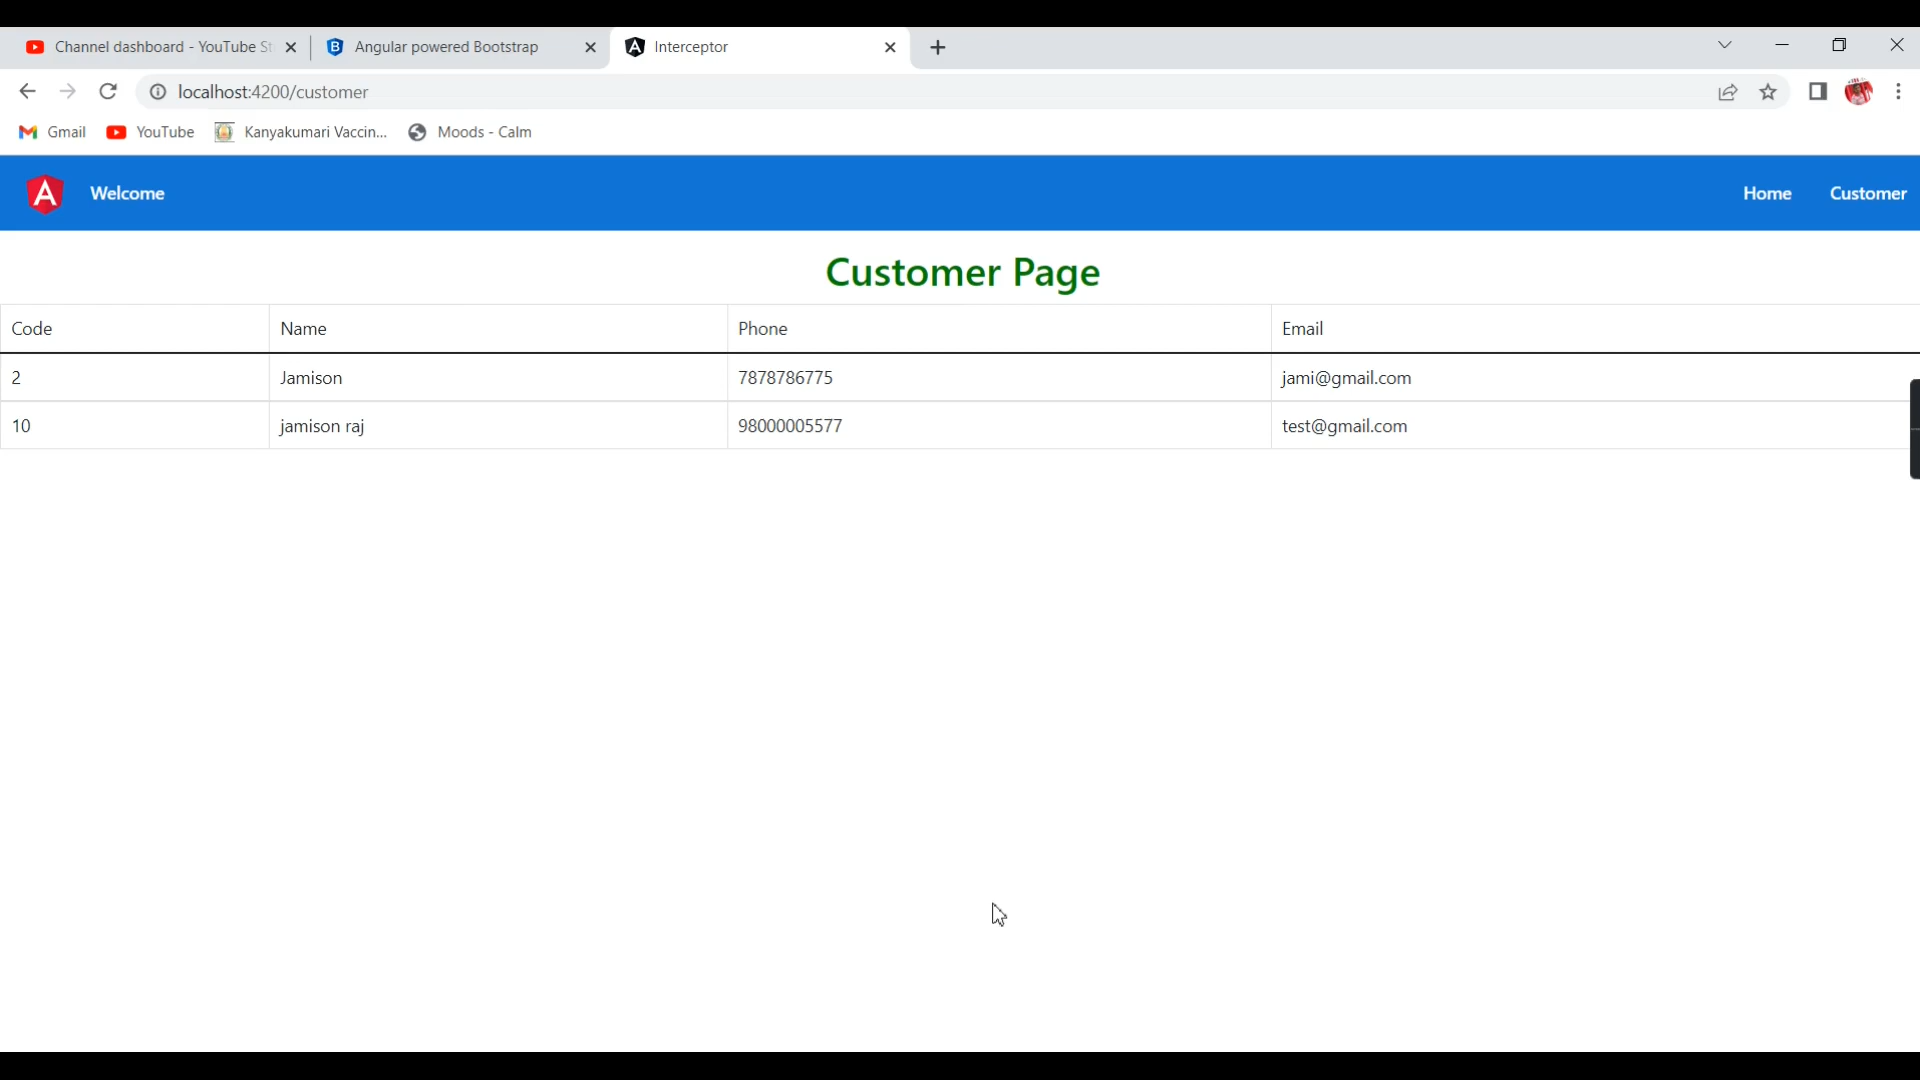 Channel dashboard - YouTube St
Angular powered Bootstrap
Interceptor
localhost:4200/customer
Gmail
YouTube
Kanyakumari Vaccin...
Moods - Calm
Welcome
Home
Customer
Customer Page
Code Name Phone Email
2 Jamison 7878786775 jami@gmail.com
10 jamison raj 98000005577 test@gmail.com